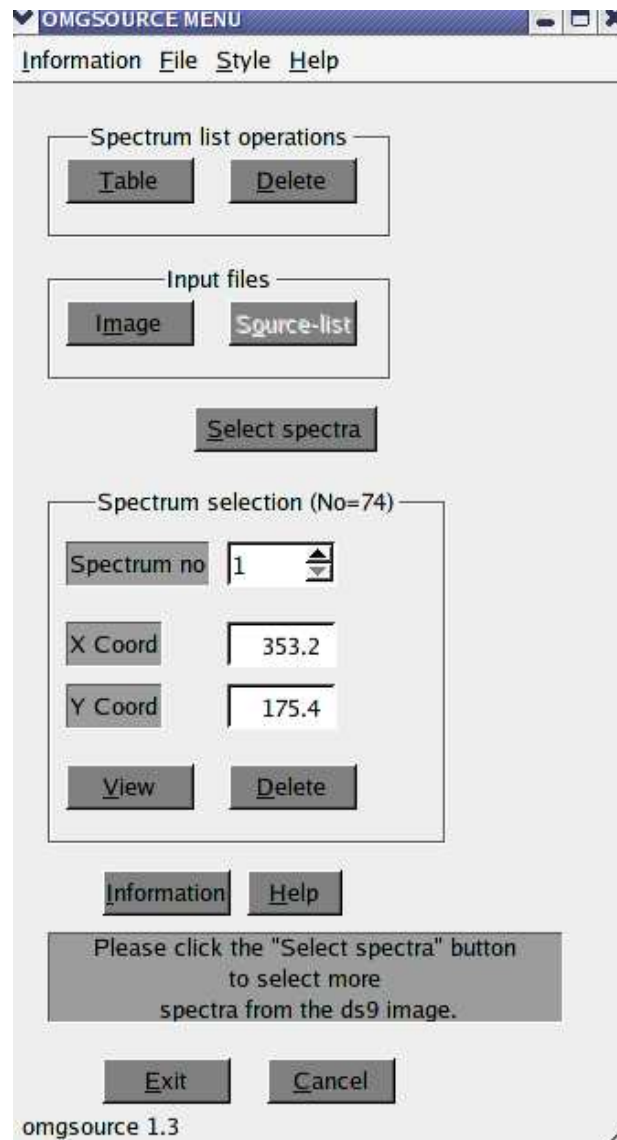 OMGSOURCE MENU
Information File Style Help
Spectrum list operations
Table Delete
Input files
Image Source-list
Select spectra
Spectrum selection (No=74)
Spectrum no 1
X Coord 353.2
Y Coord 175.4
View Delete
Information Help
Please click the "Select spectra" button
to select more
spectra from the ds9 image.
Exit Cancel
omgsource 1.3